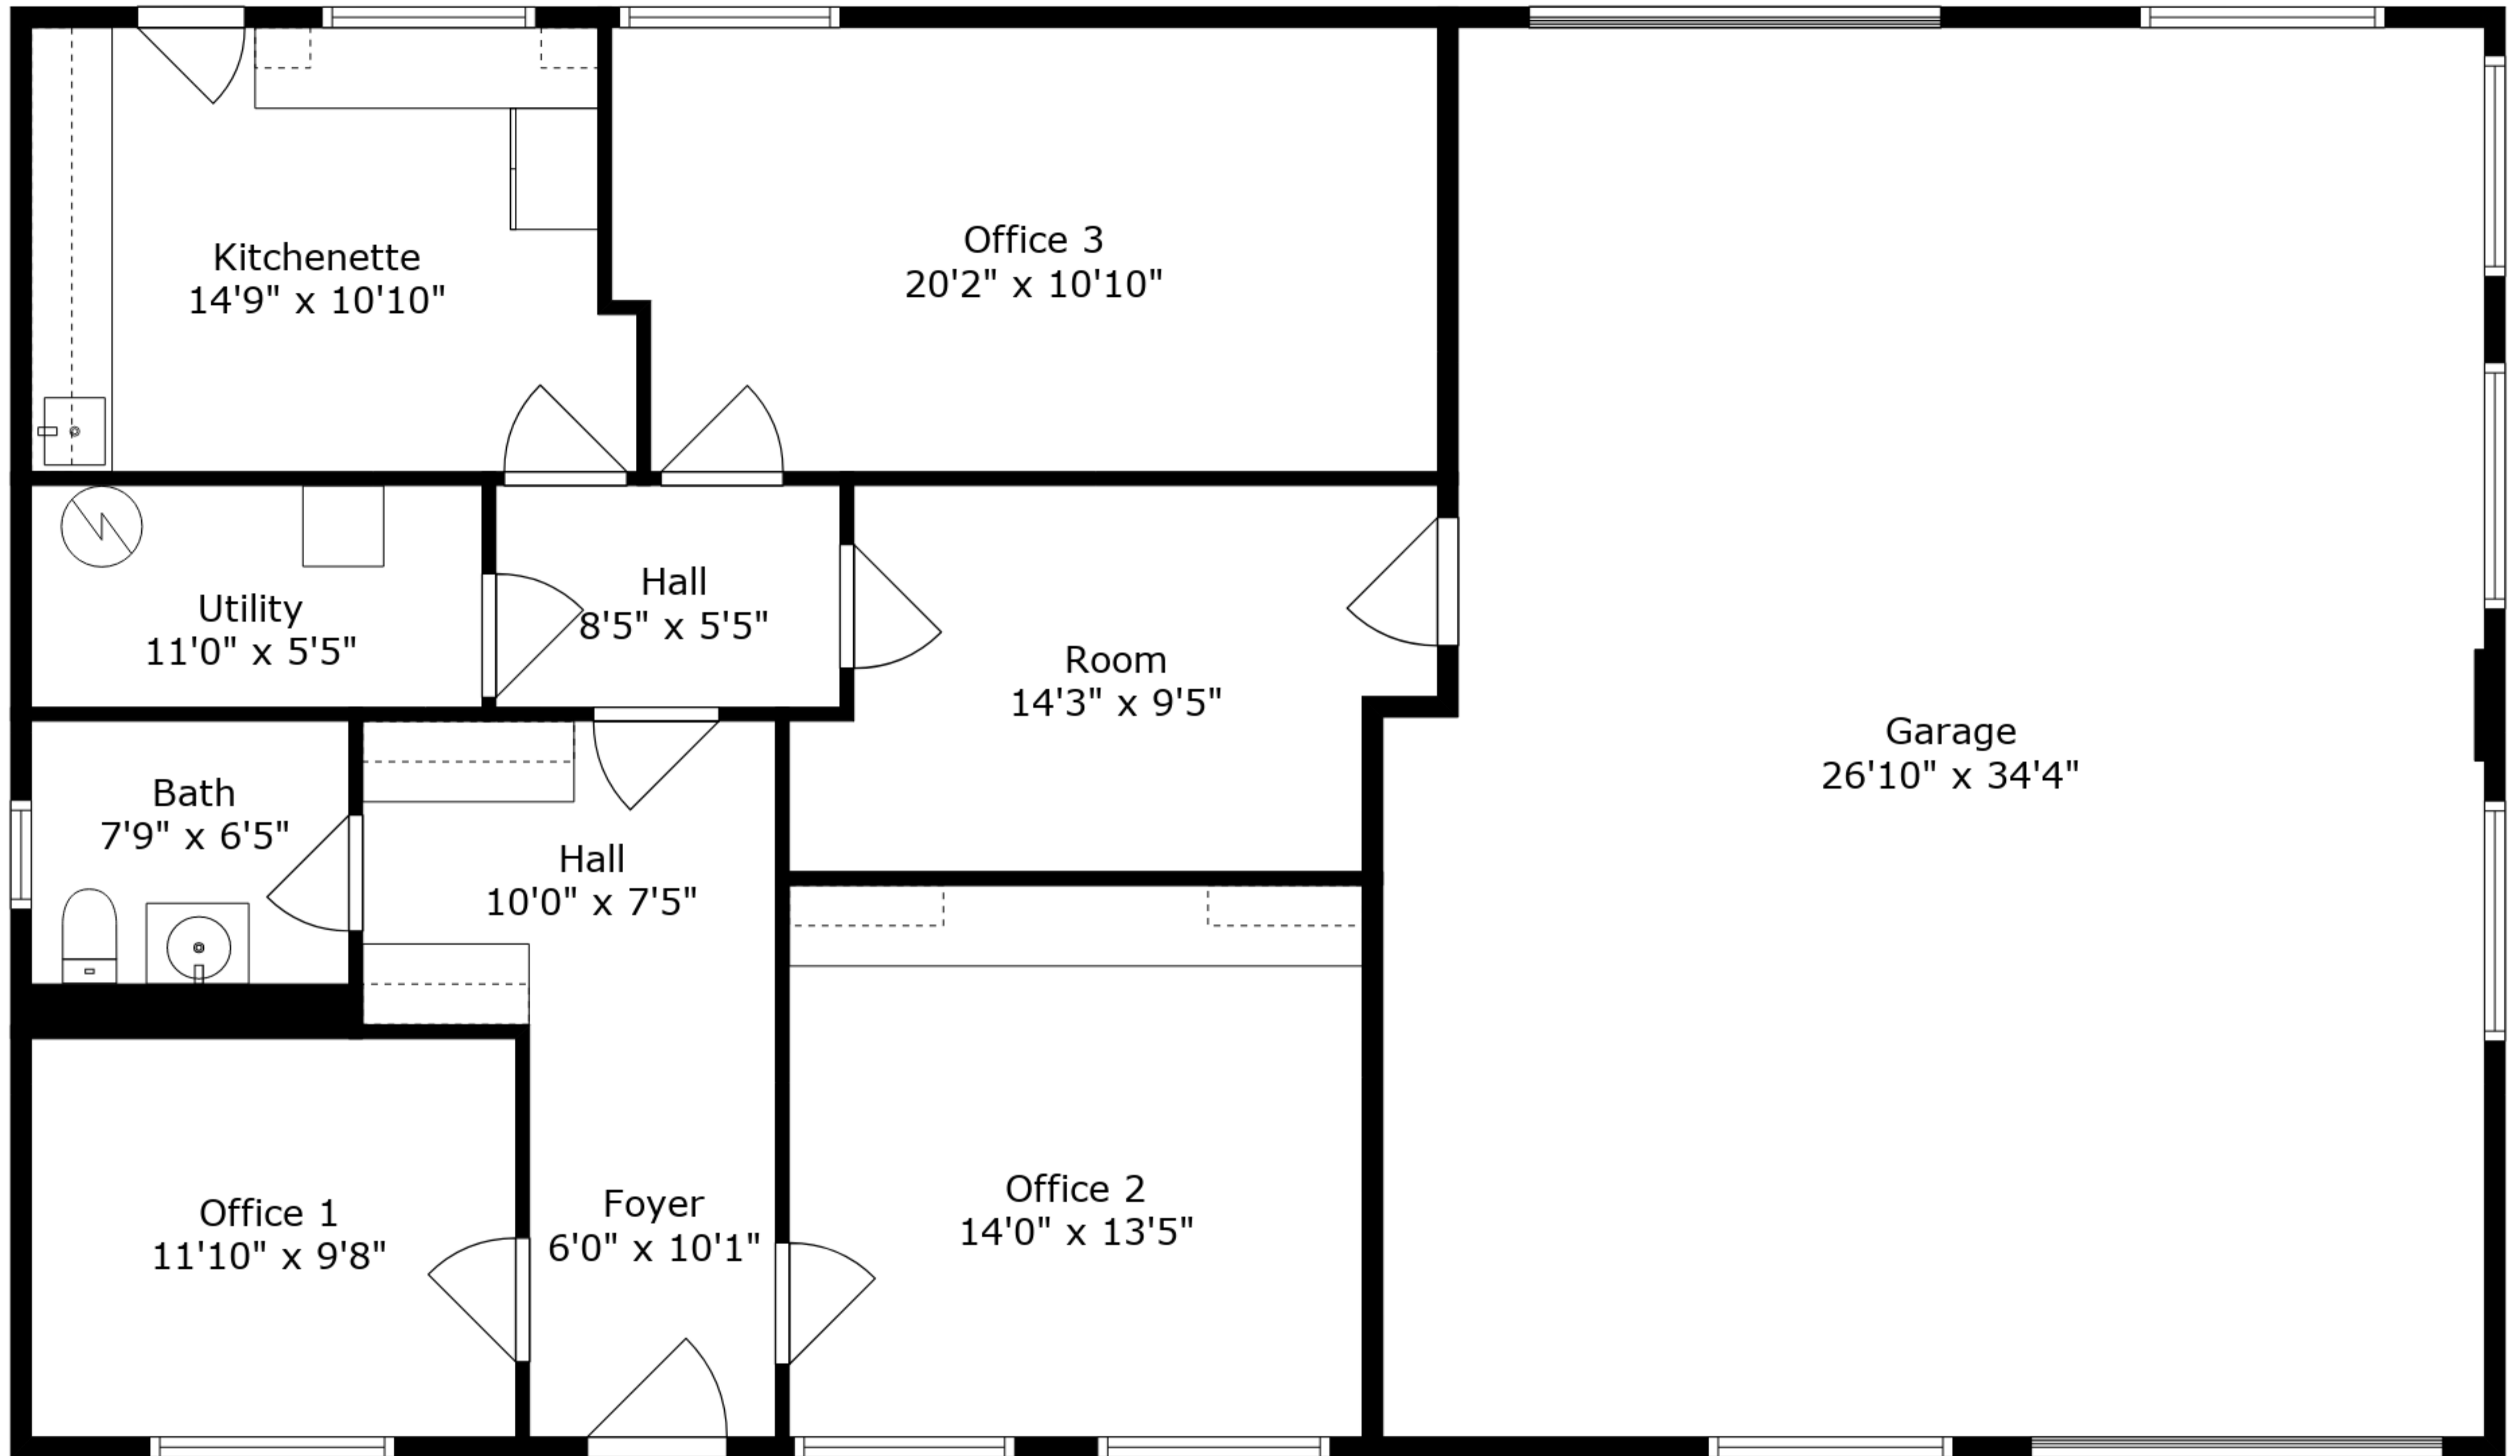 Kitchenette
14'9" x 10'10"
Office 3
20'2" x 10'10"
Utility
11'0" x 5'5"
Hall
8'5" x 5'5"
Room
14'3" x 9'5"
Garage
26'10" x 34'4"
Bath
7'9" x 6'5"
Hall
10'0" x 7'5"
Office 1
11'10" x 9'8"
Foyer
6'0" x 10'1"
Office 2
14'0" x 13'5"